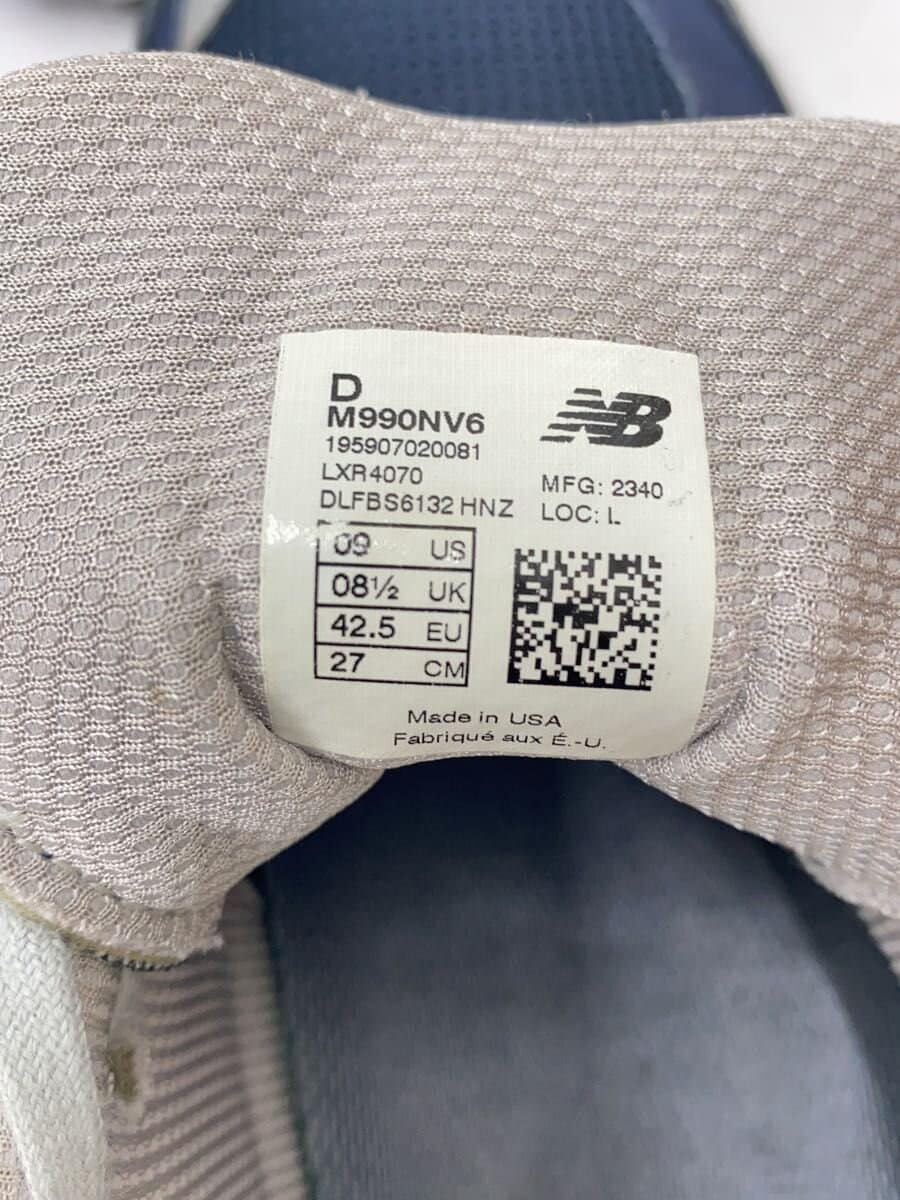 D
M990NV6
195907020081
LXR4070
DLFBS6132 HNZ
NB
MFG: 2340
LOC: L
09 US
08½ UK
42.5 EU
27 CM
Made in USA
Fabriqué aux É.-U.